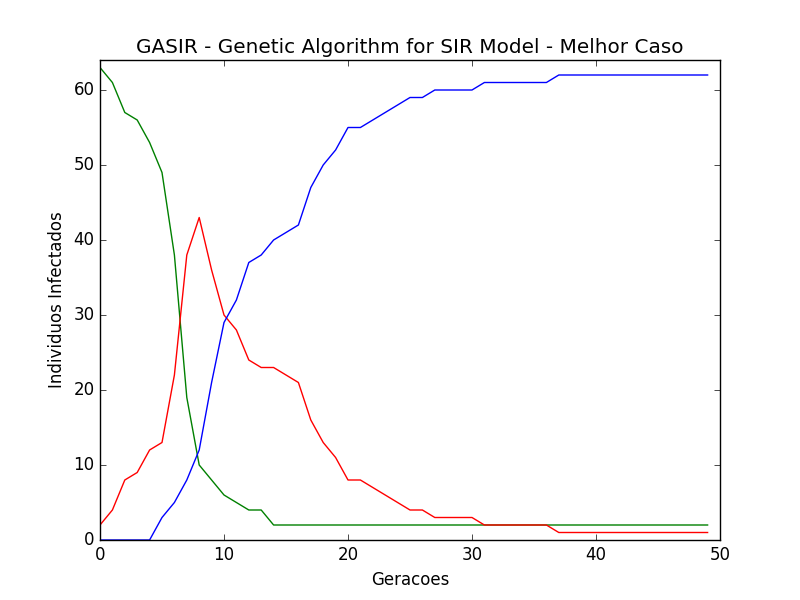 GASIR - Genetic Algorithm for SIR Model - Melhor Caso
60
50
40
30
20
10
0
Individuos Infectados
0 10 20 30 40 50
Geracoes